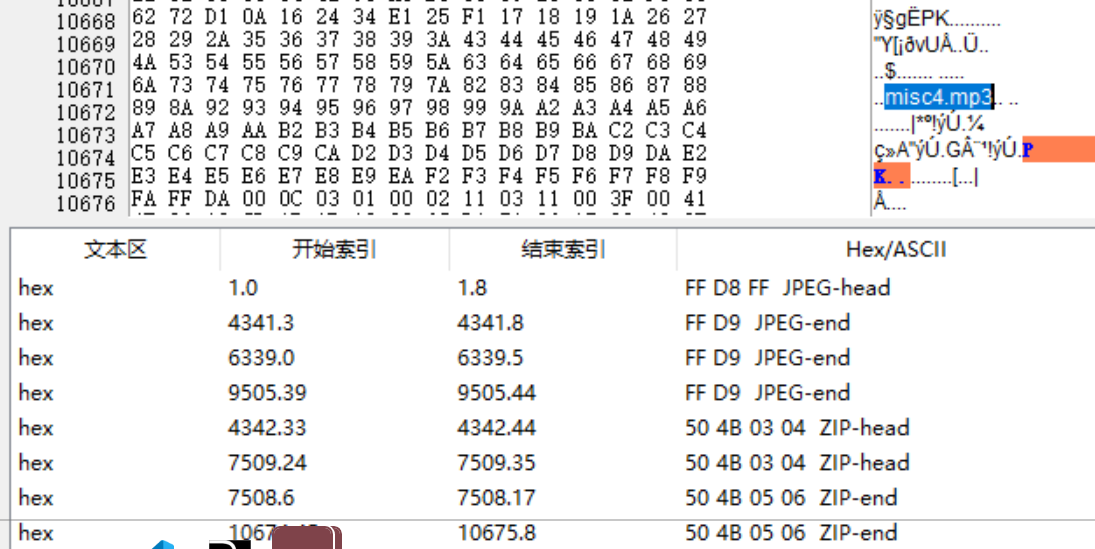 10668 62 72 D1 0A 16 24 34 E1 25 F1 17 18 19 1A 26 27 ÿ§gËPK..........
10669 28 29 2A 35 36 37 38 39 3A 43 44 45 46 47 48 49 "Y[¡ðvUÂ..Ü..
10670 4A 53 54 55 56 57 58 59 5A 63 64 65 66 67 68 69 ..$....... .....
10671 6A 73 74 75 76 77 78 79 7A 82 83 84 85 86 87 88 ..misc4.mp3.. ..
10672 89 8A 92 93 94 95 96 97 98 99 9A A2 A3 A4 A5 A6 .......|*º!ýÚ.¼
10673 A7 A8 A9 AA B2 B3 B4 B5 B6 B7 B8 B9 BA C2 C3 C4 ç»A"ýÚ.GÂ¨¹!ýÚ.P
10674 C5 C6 C7 C8 C9 CA D2 D3 D4 D5 D6 D7 D8 D9 DA E2 K.. .........[...|
10675 E3 E4 E5 E6 E7 E8 E9 EA F2 F3 F4 F5 F6 F7 F8 F9 Â....
10676 FA FF DA 00 0C 03 01 00 02 11 03 11 00 3F 00 41
文本区 开始索引 结束索引 Hex/ASCII
hex 1.0 1.8 FF D8 FF JPEG-head
hex 4341.3 4341.8 FF D9 JPEG-end
hex 6339.0 6339.5 FF D9 JPEG-end
hex 9505.39 9505.44 FF D9 JPEG-end
hex 4342.33 4342.44 50 4B 03 04 ZIP-head
hex 7509.24 7509.35 50 4B 03 04 ZIP-head
hex 7508.6 7508.17 50 4B 05 06 ZIP-end
hex 10675.8 50 4B 05 06 ZIP-end